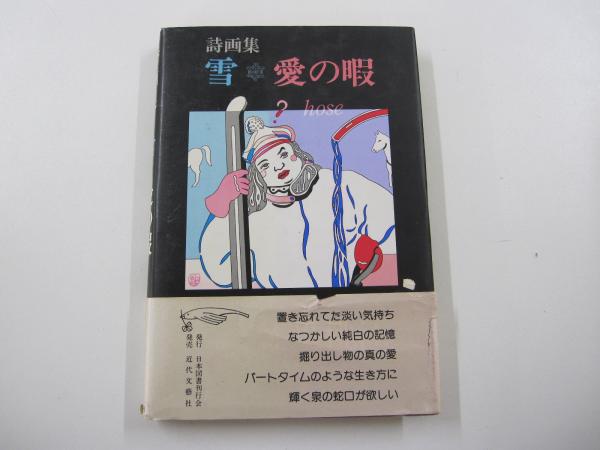 詩画集
雪＊愛の暇
? hose
置き忘れてた淡い気持ち
なつかしい純白の記憶
掘り出し物の真の愛
パートタイムのような生き方に
輝く泉の蛇口が欲しい
発行 日本図書刊行会
発売 近代文藝社